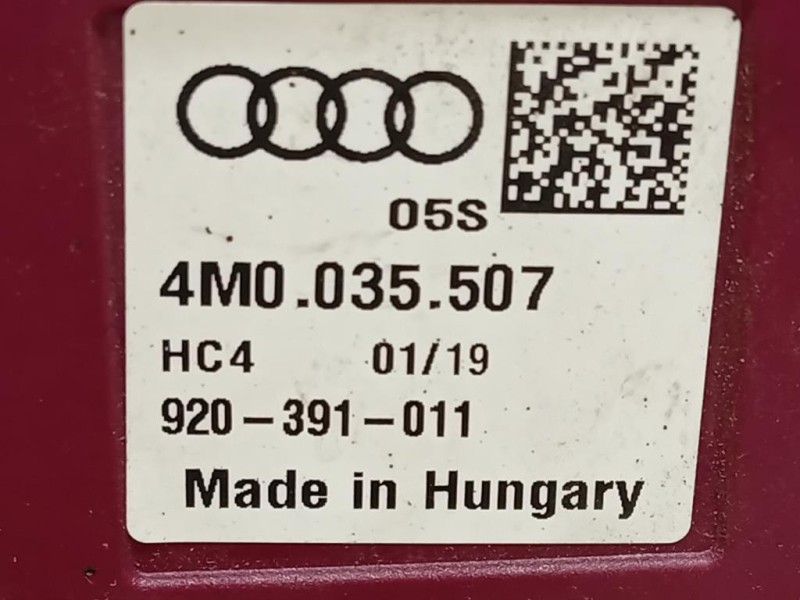 05S
4M0.035.507
HC4 01/19
920-391-011
Made in Hungary